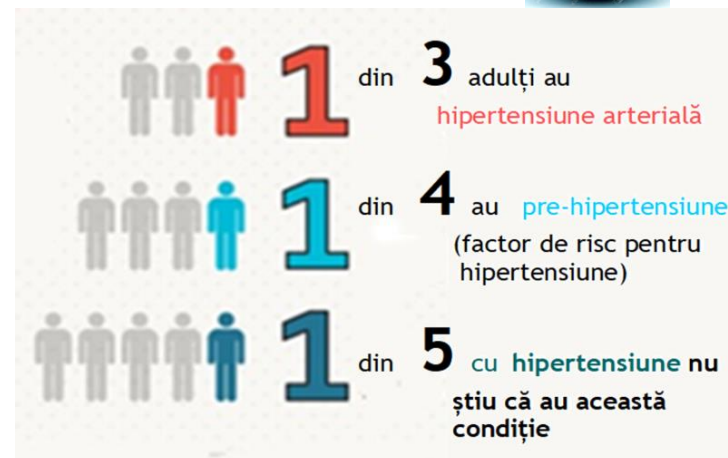 1 din 3 adulți au
hipertensiune arterială
1 din 4 au pre-hipertensiune
(factor de risc pentru
hipertensiune)
1 din 5 cu hipertensiune nu
știu că au această
condiție